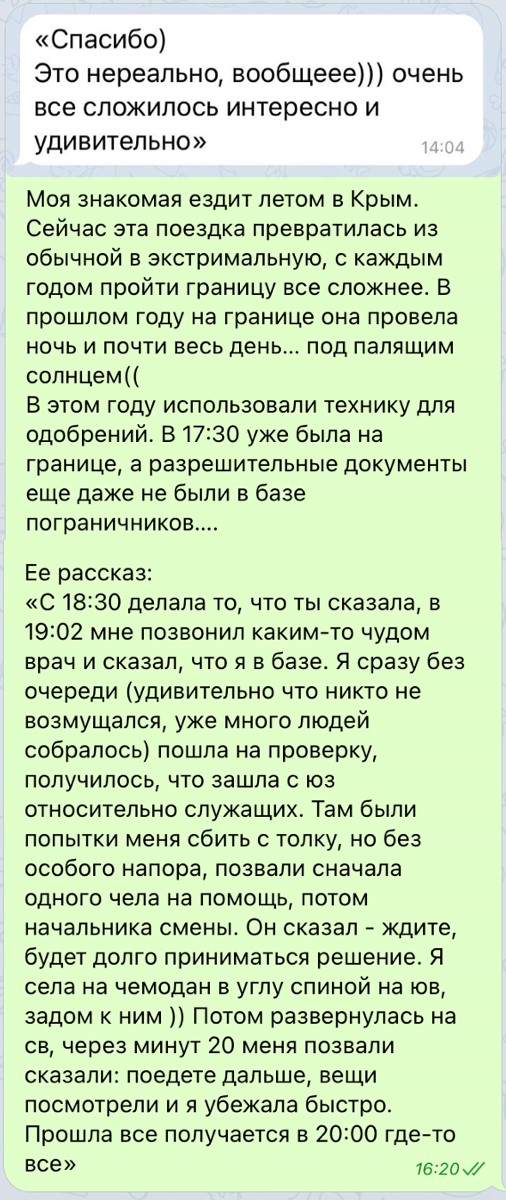 «Спасибо)
Это нереально, вообщеее))) очень
все сложилось интересно и
удивительно»
14:04
Моя знакомая ездит летом в Крым.
Сейчас эта поездка превратилась из
обычной в экстримальную, с каждым
годом пройти границу все сложнее. В
прошлом году на границе она провела
ночь и почти весь день... под палящим
солнцем((
В этом году использовали технику для
одобрений. В 17:30 уже была на
границе, а разрешительные документы
еще даже не были в базе
пограничников....
Ее рассказ:
«С 18:30 делала то, что ты сказала, в
19:02 мне позвонил каким-то чудом
врач и сказал, что я в базе. Я сразу без
очереди (удивительно что никто не
возмущался, уже много людей
собралось) пошла на проверку,
получилось, что зашла с юз
относительно служащих. Там были
попытки меня сбить с толку, но без
особого напора, позвали сначала
одного чела на помощь, потом
начальника смены. Он сказал - ждите,
будет долго приниматься решение. Я
села на чемодан в углу спиной на юв,
задом к ним )) Потом развернулась на
св, через минут 20 меня позвали
сказали: поедете дальше, вещи
посмотрели и я убежала быстро.
Прошла все получается в 20:00 где-то
все»
16:20